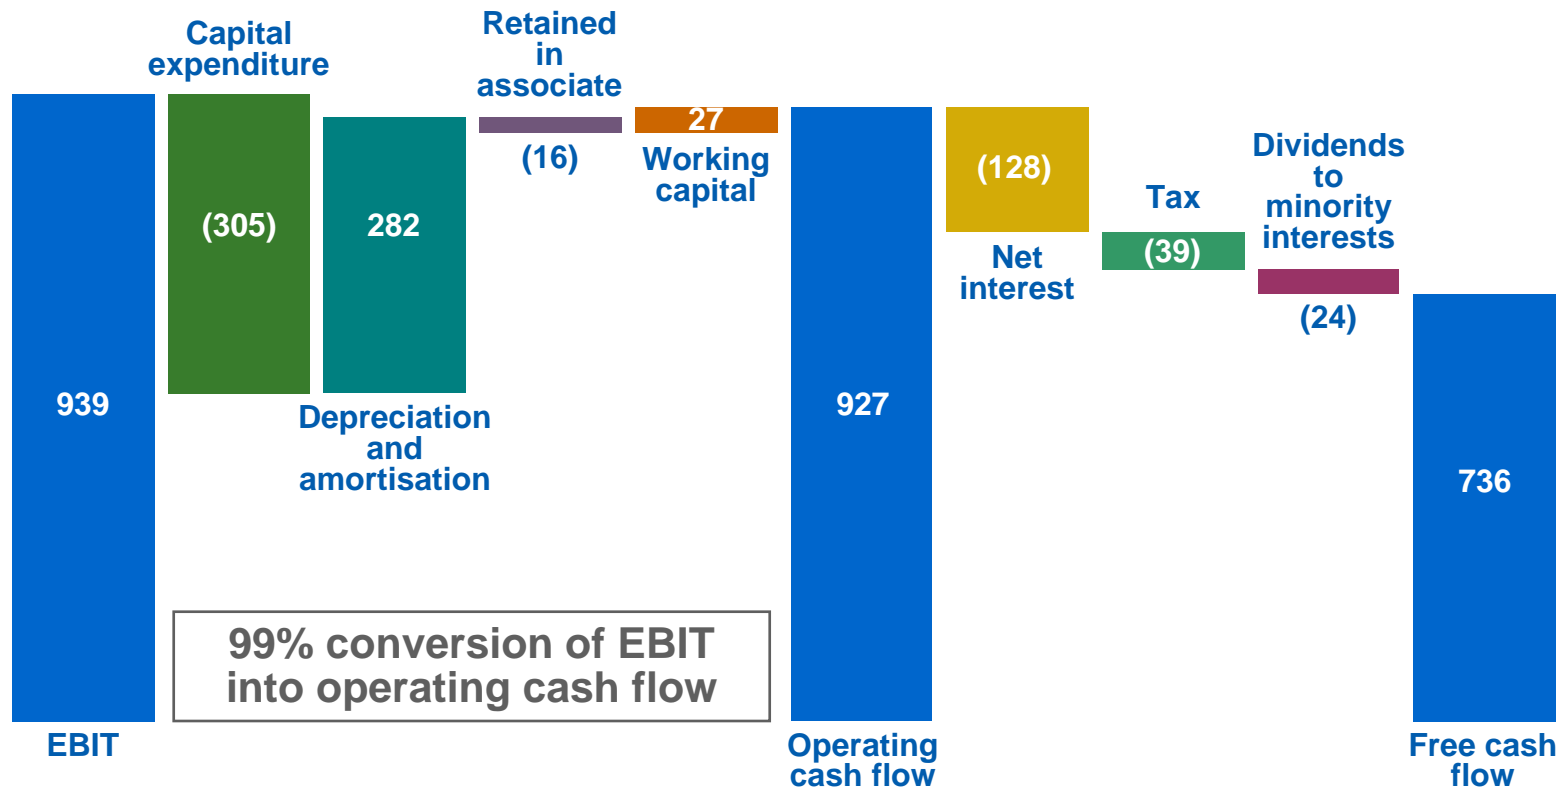 Capital
expenditure
(305)
282
Depreciation
and
amortisation
Retained
in
associate
(16)
27
Working
capital
939
EBIT
99% conversion of EBIT
into operating cash flow
927
Operating
cash flow
(128)
Net
interest
Tax
(39)
Dividends
to
minority
interests
(24)
736
Free cash
flow